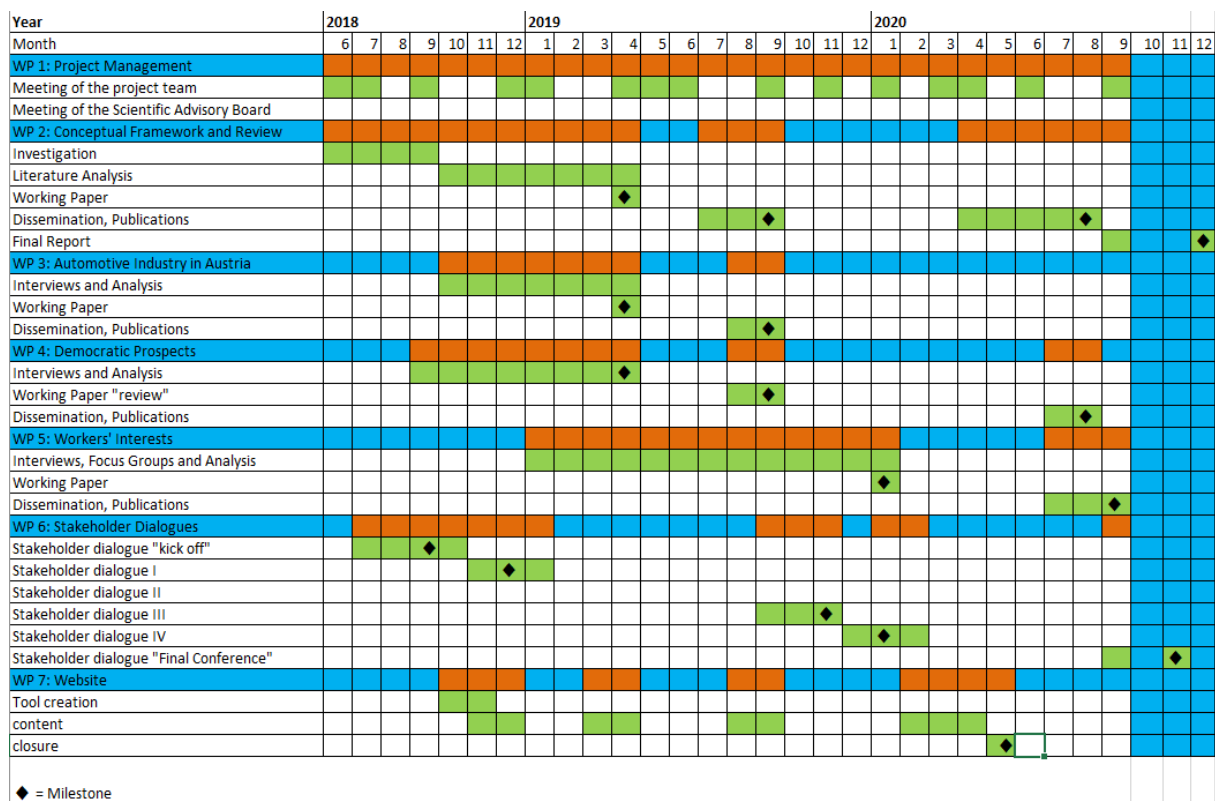 Year 2018 2019 2020
Month 6 7 8 9 10 11 12 1 2 3 4 5 6 7 8 9 10 11 12 1 2 3 4 5 6 7 8 9 10 11 12
WP 1: Project Management
Meeting of the project team
Meeting of the Scientific Advisory Board
WP 2: Conceptual Framework and Review
Investigation
Literature Analysis
Working Paper
Dissemination, Publications
Final Report
WP 3: Automotive Industry in Austria
Interviews and Analysis
Working Paper
Dissemination, Publications
WP 4: Democratic Prospects
Interviews and Analysis
Working Paper "review"
Dissemination, Publications
WP 5: Workers' Interests
Interviews, Focus Groups and Analysis
Working Paper
Dissemination, Publications
WP 6: Stakeholder Dialogues
Stakeholder dialogue "kick off"
Stakeholder dialogue I
Stakeholder dialogue II
Stakeholder dialogue III
Stakeholder dialogue IV
Stakeholder dialogue "Final Conference"
WP 7: Website
Tool creation
content
closure
◆ = Milestone